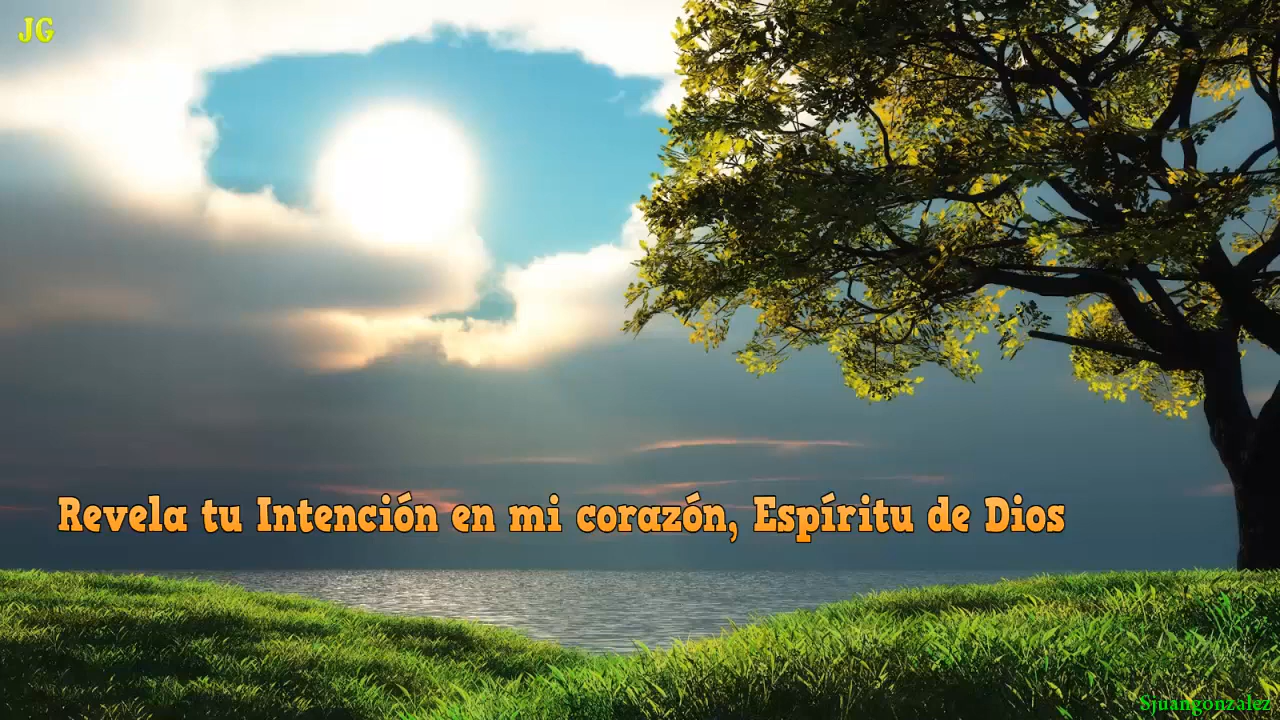 JG
Revela tu Intención en mi corazón, Espíritu de Dios
Sjuangonzalez